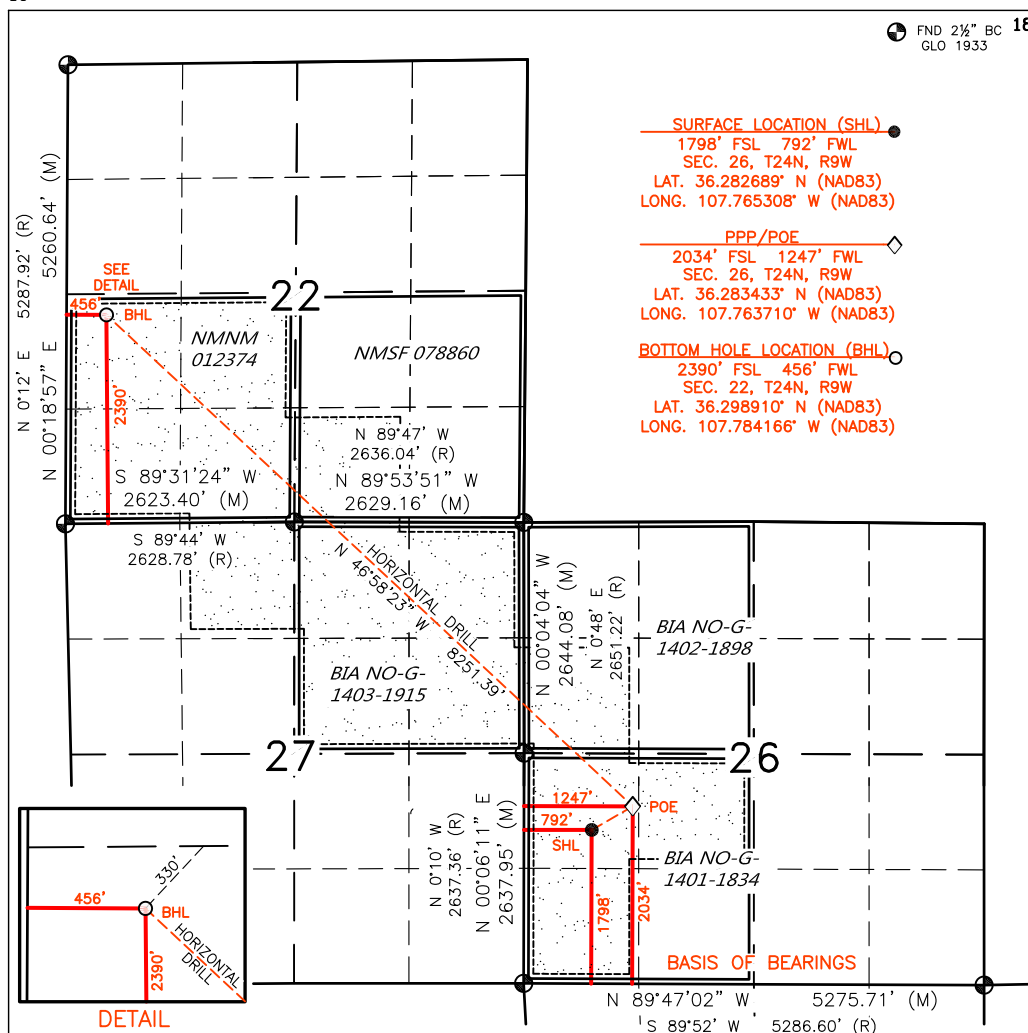 18
FND 2½" BC
GLO 1933
SURFACE LOCATION (SHL)
1798' FSL 792' FWL
SEC. 26, T24N, R9W
LAT. 36.282689° N (NAD83)
LONG. 107.765308° W (NAD83)
PPP/POE
2034' FSL 1247' FWL
SEC. 26, T24N, R9W
LAT. 36.283433° N (NAD83)
LONG. 107.763710° W (NAD83)
BOTTOM HOLE LOCATION (BHL)
2390' FSL 456' FWL
SEC. 22, T24N, R9W
LAT. 36.298910° N (NAD83)
LONG. 107.784166° W (NAD83)
N 0°12' E 5287.92' (R)
N 00°18'57" E 5260.64' (M)
SEE
DETAIL
456'
BHL
2390'
22
NMNM
012374
NMSF 078860
N 89°47' W
2636.04' (R)
N 89°53'51" W
2629.16' (M)
S 89°31'24" W
2623.40' (M)
S 89°44' W
2628.78' (R)
HORIZONTAL DRILL
N 46°58'23" W 8251.39'
N 00°04'04" W
2644.08' (M)
N 0°48' E
2651.22' (R)
BIA NO-G-
1402-1898
BIA NO-G-
1403-1915
27
26
1247'
POE
792'
SHL
1798'
2034'
BIA NO-G-
1401-1834
N 0°10' W
2637.36' (R)
N 00°06'11" E
2637.95' (M)
BASIS OF BEARINGS
N 89°47'02" W 5275.71' (M)
S 89°52' W 5286.60' (R)
330'
456'
BHL
2390'
HORIZONTAL
DRILL
DETAIL